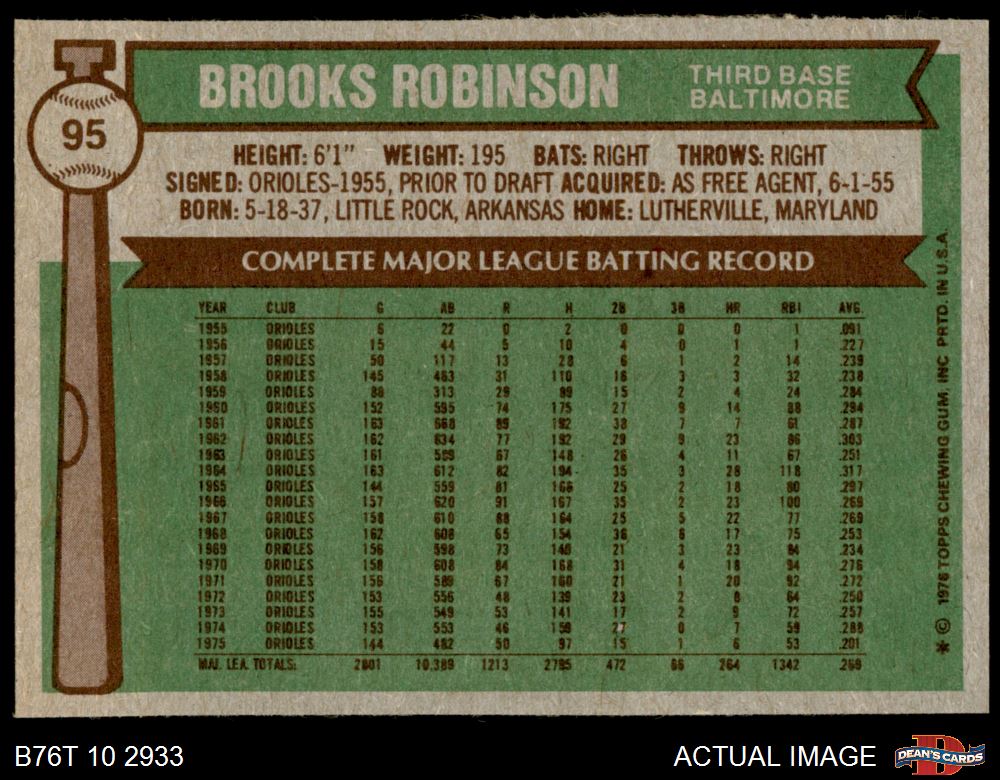 95
BROOKS ROBINSON
THIRD BASE
BALTIMORE
HEIGHT: 6'1" WEIGHT: 195 BATS: RIGHT THROWS: RIGHT
SIGNED: ORIOLES-1955, PRIOR TO DRAFT ACQUIRED: AS FREE AGENT, 6-1-55
BORN: 5-18-37, LITTLE ROCK, ARKANSAS HOME: LUTHERVILLE, MARYLAND
COMPLETE MAJOR LEAGUE BATTING RECORD
YEAR CLUB G AB R H 2B 3B HR RBI AVG.
1955 ORIOLES 6 22 0 2 0 0 0 1 .091
1956 ORIOLES 15 44 5 10 4 0 1 1 .227
1957 ORIOLES 50 117 13 28 6 1 2 14 .239
1958 ORIOLES 145 463 31 110 16 3 3 32 .238
1959 ORIOLES 88 313 29 89 15 2 4 24 .284
1960 ORIOLES 152 595 74 175 27 9 14 88 .294
1961 ORIOLES 163 668 89 192 38 7 7 61 .287
1962 ORIOLES 162 634 77 192 29 9 23 86 .303
1963 ORIOLES 161 589 67 148 26 4 11 67 .251
1964 ORIOLES 163 612 82 194 35 3 28 118 .317
1965 ORIOLES 144 559 81 166 25 2 18 80 .297
1966 ORIOLES 157 620 91 167 35 2 23 100 .269
1967 ORIOLES 158 610 88 164 25 5 22 77 .269
1968 ORIOLES 162 608 65 154 36 6 17 75 .253
1969 ORIOLES 156 598 73 140 21 3 23 84 .234
1970 ORIOLES 158 608 84 168 31 4 18 94 .276
1971 ORIOLES 156 589 67 160 21 1 20 92 .272
1972 ORIOLES 153 556 48 139 23 2 8 64 .250
1973 ORIOLES 155 549 53 141 17 2 9 72 .257
1974 ORIOLES 153 553 46 159 27 0 7 59 .288
1975 ORIOLES 144 482 50 97 15 1 6 53 .201
MAJ. LEA. TOTALS: 2801 10,389 1213 2795 472 66 264 1342 .269
* © 1976 TOPPS CHEWING GUM, INC PRTD. IN U.S.A.
B76T 10 2933
ACTUAL IMAGE
DEAN'S CARDS